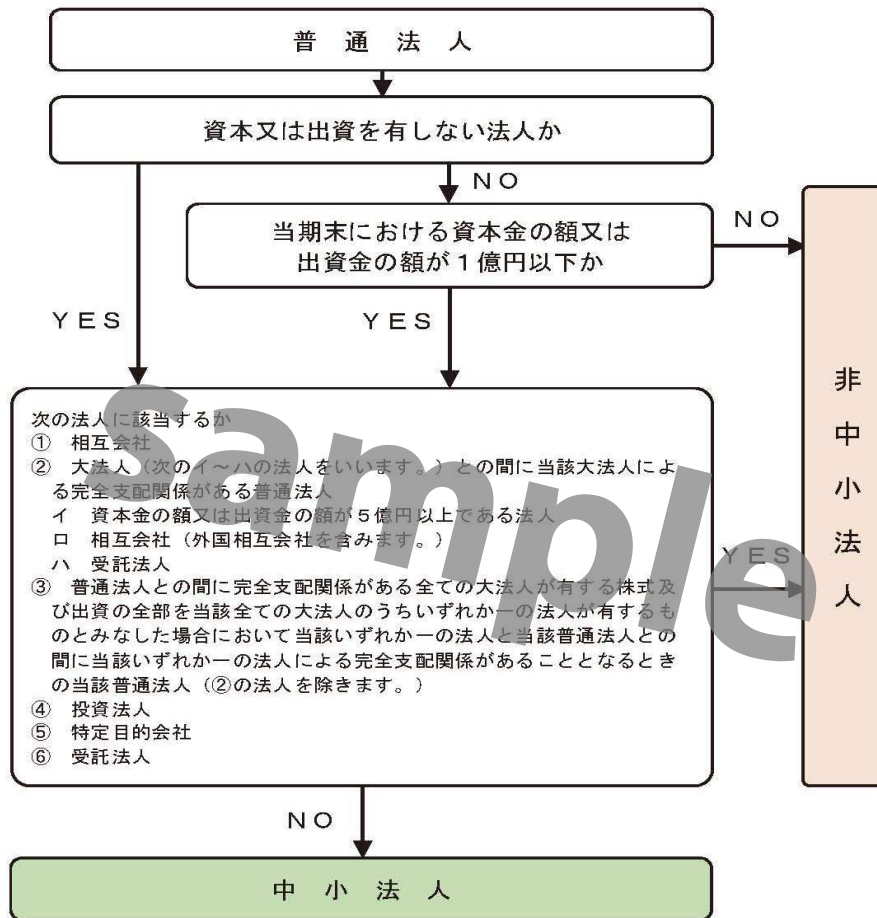 普通法人
資本又は出資を有しない法人か
NO
当期末における資本金の額又は
出資金の額が1億円以下か
NO
YES
YES
次の法人に該当するか
① 相互会社
② 大法人（次のイ～ハの法人をいいます。）との間に当該大法人によ
る完全支配関係がある普通法人
イ 資本金の額又は出資金の額が5億円以上である法人
ロ 相互会社（外国相互会社を含みます。）
ハ 受託法人
③ 普通法人との間に完全支配関係がある全ての大法人が有する株式及
び出資の全部を当該全ての大法人のうちいずれか一の法人が有するも
のとみなした場合において当該いずれか一の法人と当該普通法人との
間に当該いずれか一の法人による完全支配関係があることとなるとき
の当該普通法人（②の法人を除きます。）
④ 投資法人
⑤ 特定目的会社
⑥ 受託法人
YES
非中小法人
NO
中小法人
sample